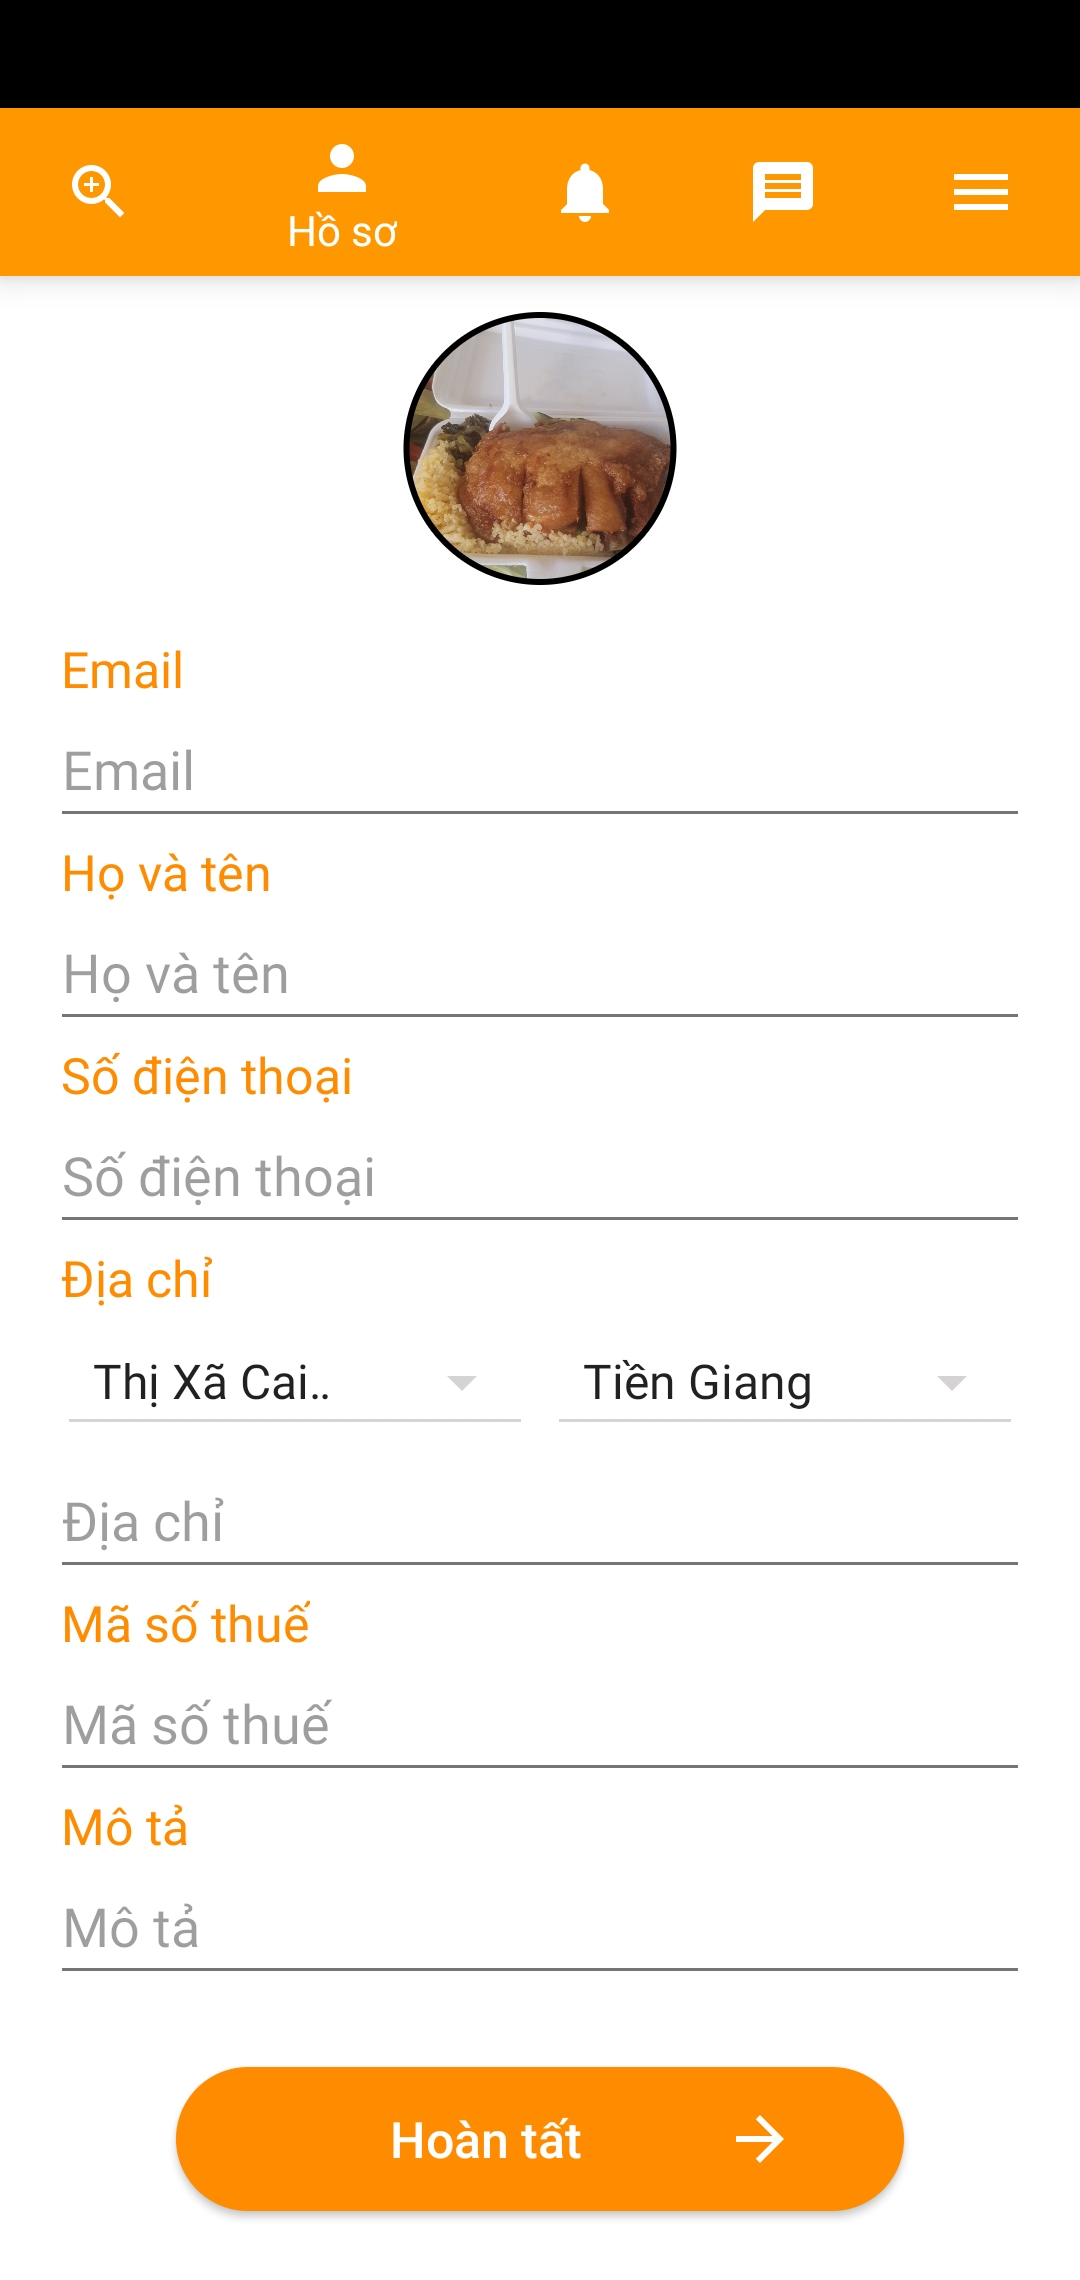 Hồ sơ
Email
Email
Họ và tên
Họ và tên
Số điện thoại
Số điện thoại
Địa chỉ
Thị Xã Cai.. Tiền Giang
Địa chỉ
Mã số thuế
Mã số thuế
Mô tả
Mô tả
Hoàn tất